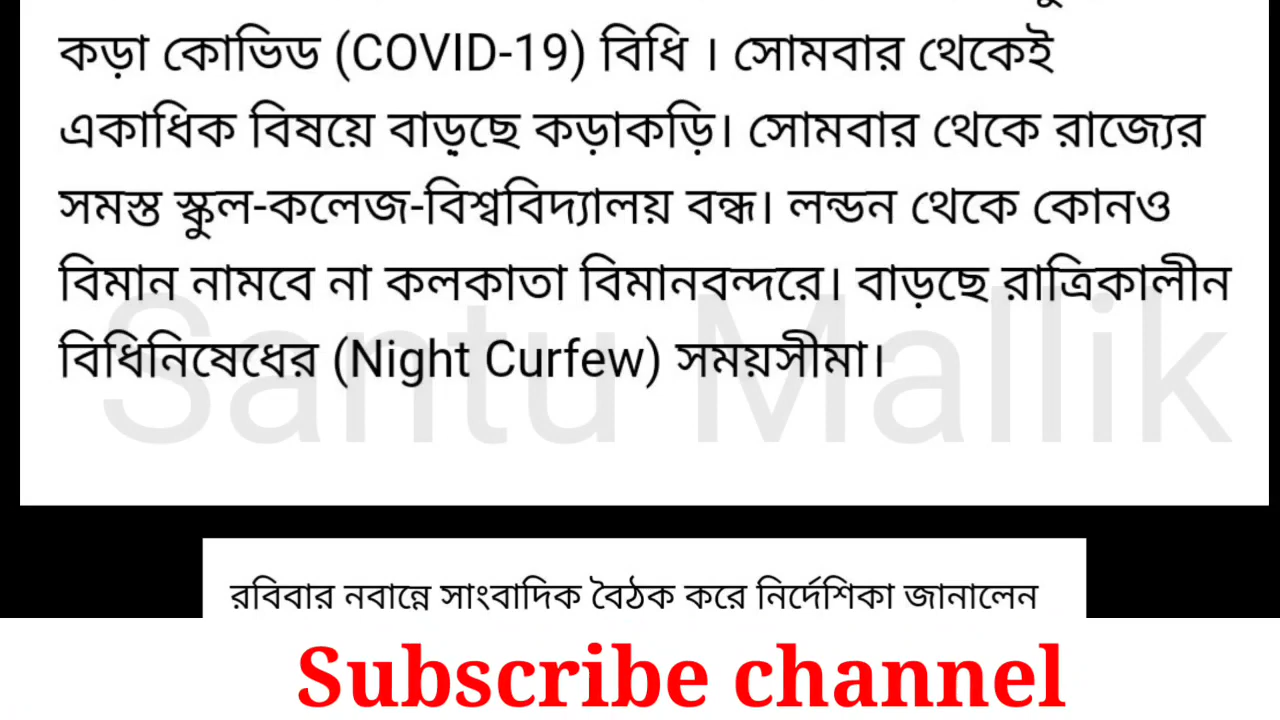 কড়া কোভিড (COVID-19) বিধি । সোমবার থেকেই
একাধিক বিষয়ে বাড়ছে কড়াকড়ি। সোমবার থেকে রাজ্যের
সমস্ত স্কুল-কলেজ-বিশ্ববিদ্যালয় বন্ধ। লন্ডন থেকে কোনও
বিমান নামবে না কলকাতা বিমানবন্দরে। বাড়ছে রাত্রিকালীন
বিধিনিষেধের (Night Curfew) সময়সীমা।
Santu Mallik
রবিবার নবান্নে সাংবাদিক বৈঠক করে নির্দেশিকা জানালেন
Subscribe channel